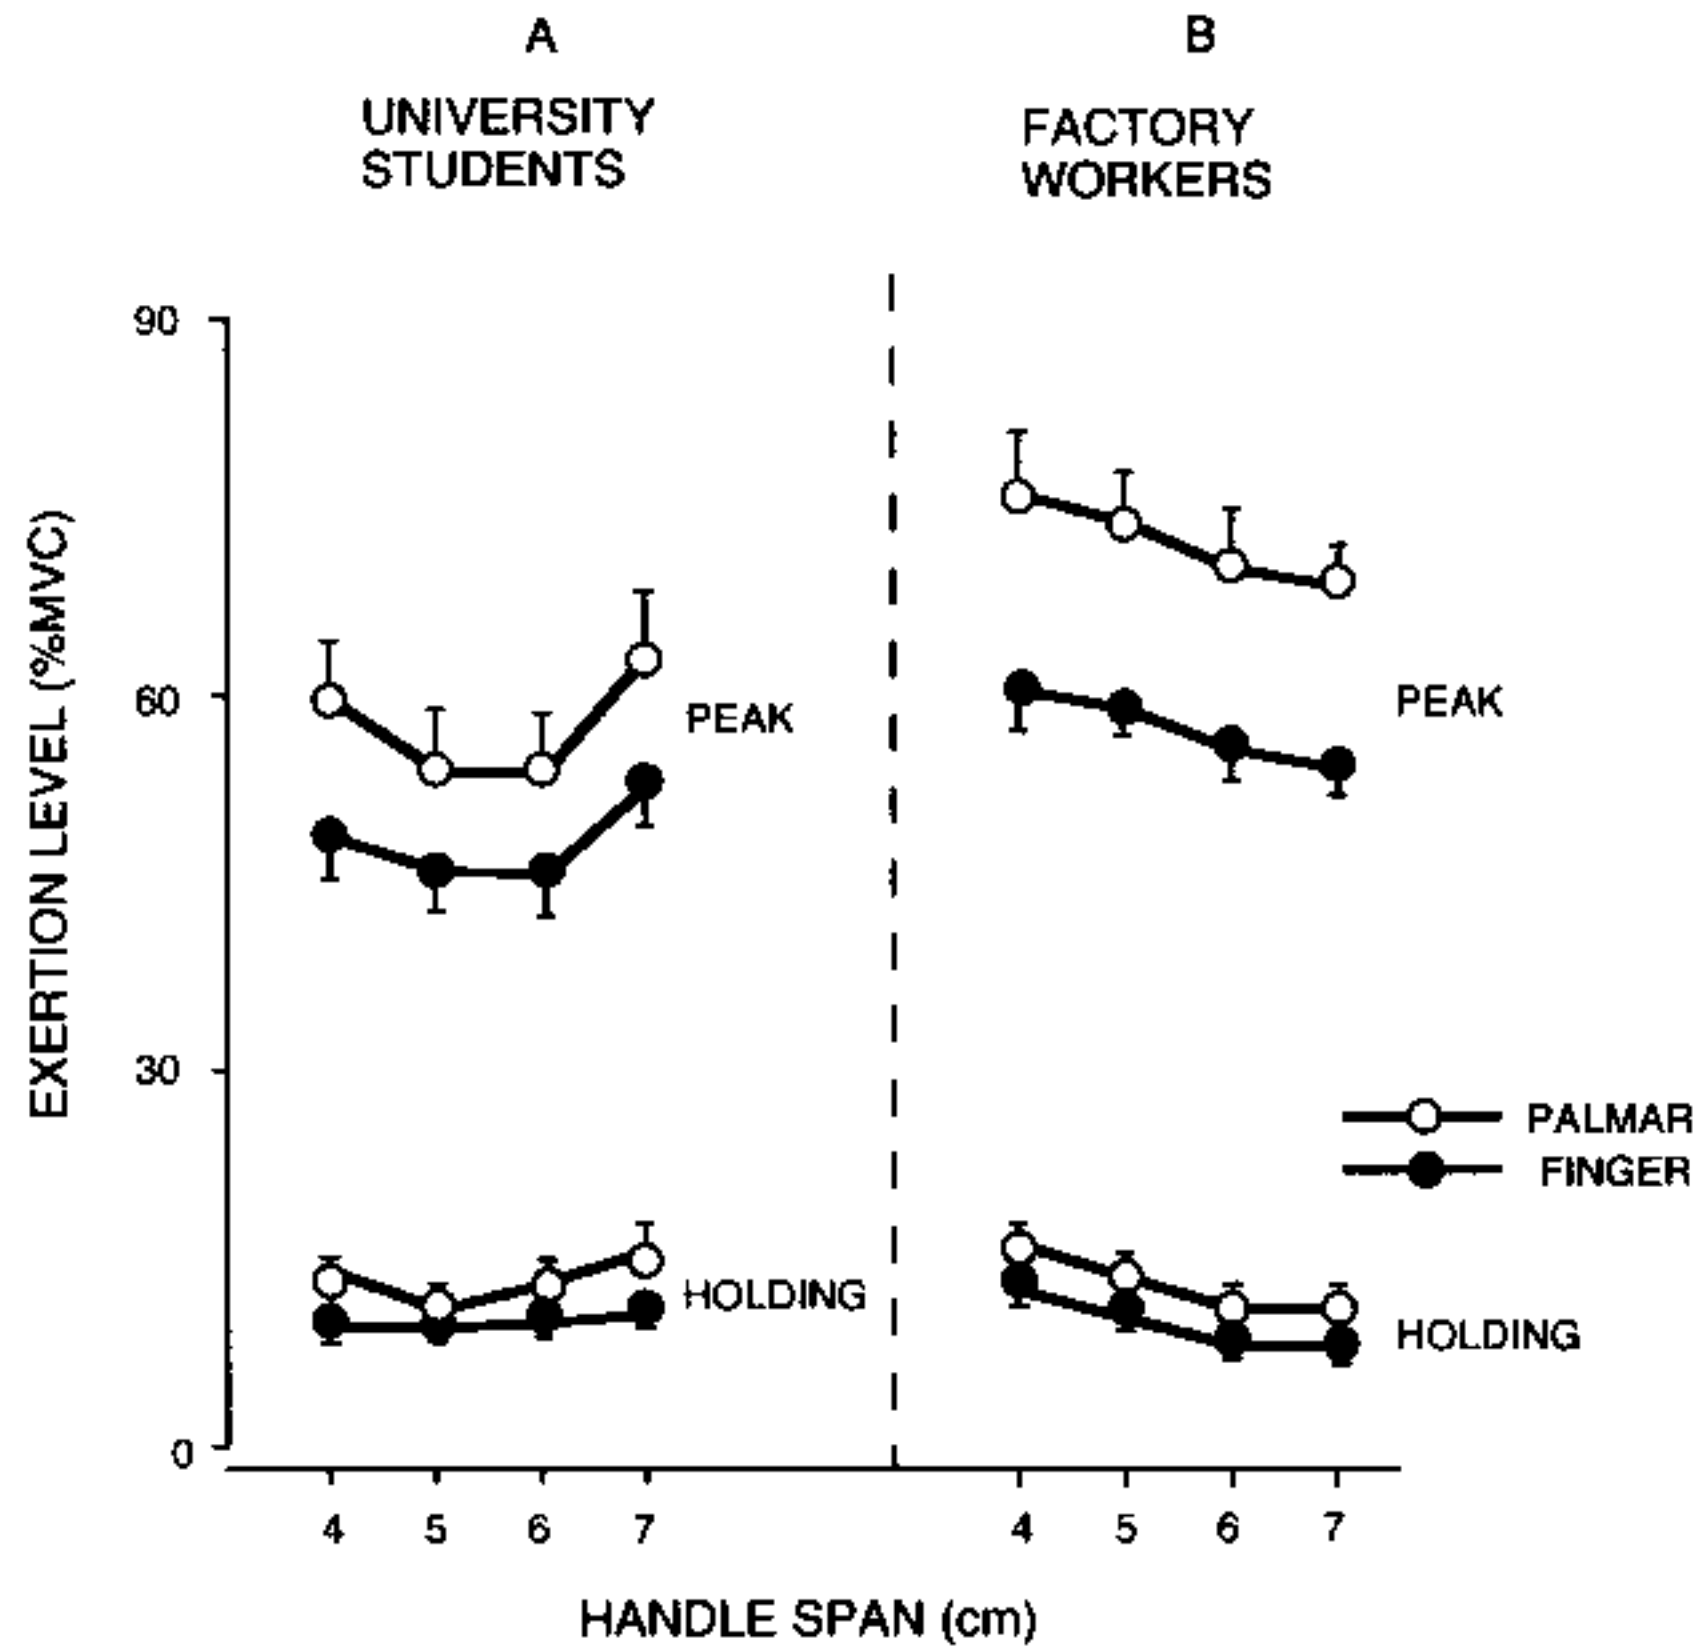 A
UNIVERSITY
STUDENTS
B
FACTORY
WORKERS
EXERTION LEVEL (%MVC)
90
60
30
0
PEAK
HOLDING
PEAK
HOLDING
PALMAR
FINGER
4 5 6 7
4 5 6 7
HANDLE SPAN (cm)